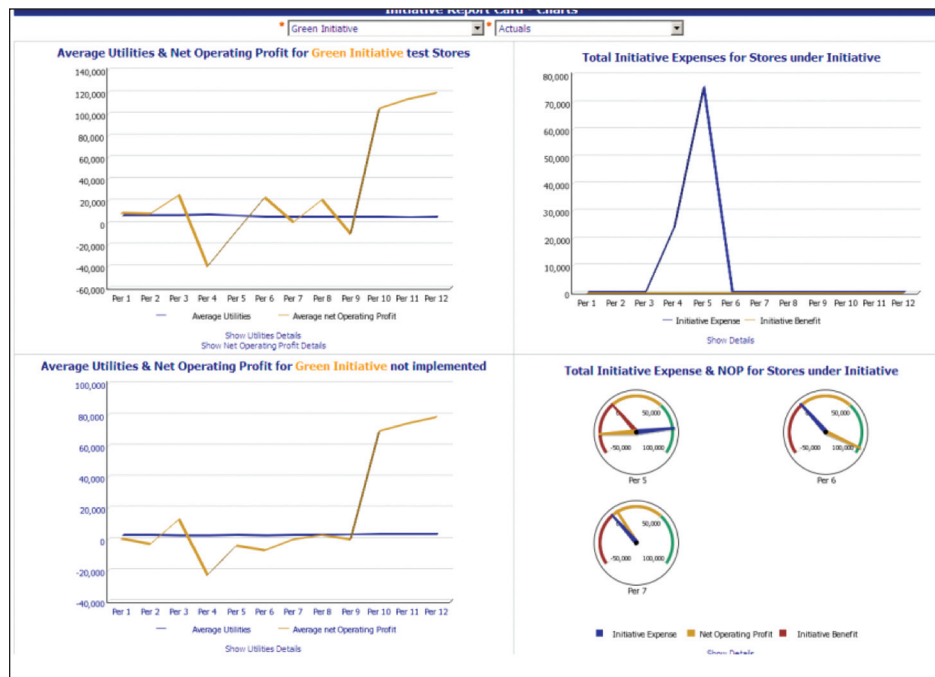 Initiative Report Card - Charts
* Green Initiative * Actuals
Average Utilities & Net Operating Profit for Green Initiative test Stores
140,000
120,000
100,000
80,000
60,000
40,000
20,000
0
-20,000
-40,000
-60,000
Per 1 Per 2 Per 3 Per 4 Per 5 Per 6 Per 7 Per 8 Per 9 Per 10 Per 11 Per 12
Average Utilities Average net Operating Profit
Show Utilities Details
Show Net Operating Profit Details
Total Initiative Expenses for Stores under Initiative
80,000
70,000
60,000
50,000
40,000
30,000
20,000
10,000
0
Per 1 Per 2 Per 3 Per 4 Per 5 Per 6 Per 7 Per 8 Per 9 Per 10 Per 11 Per 12
Initiative Expense Initiative Benefit
Show Details
Average Utilities & Net Operating Profit for Green Initiative not implemented
100,000
80,000
60,000
40,000
20,000
0
-20,000
-40,000
Per 1 Per 2 Per 3 Per 4 Per 5 Per 6 Per 7 Per 8 Per 9 Per 10 Per 11 Per 12
Average Utilities Average net Operating Profit
Show Utilities Details
Total Initiative Expense & NOP for Stores under Initiative
0 50,000
-50,000 100,000
Per 5
0 50,000
-50,000 100,000
Per 6
0 50,000
-50,000 100,000
Per 7
Initiative Expense Net Operating Profit Initiative Benefit
Show Details